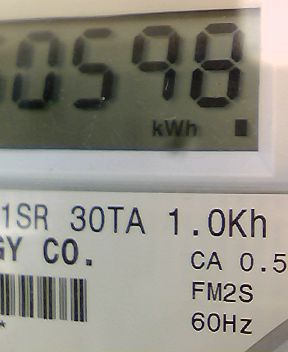 0598
kWh
1SR 30TA 1.0Kh
GY CO.
CA 0.5
FM2S
60Hz